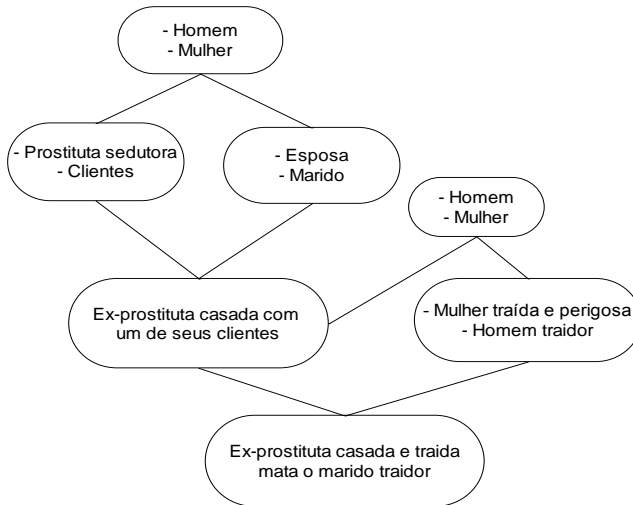 - Homem
- Mulher
- Prostituta sedutora
- Clientes
- Esposa
- Marido
- Homem
- Mulher
Ex-prostituta casada com
um de seus clientes
- Mulher traída e perigosa
- Homem traidor
Ex-prostituta casada e traida
mata o marido traidor